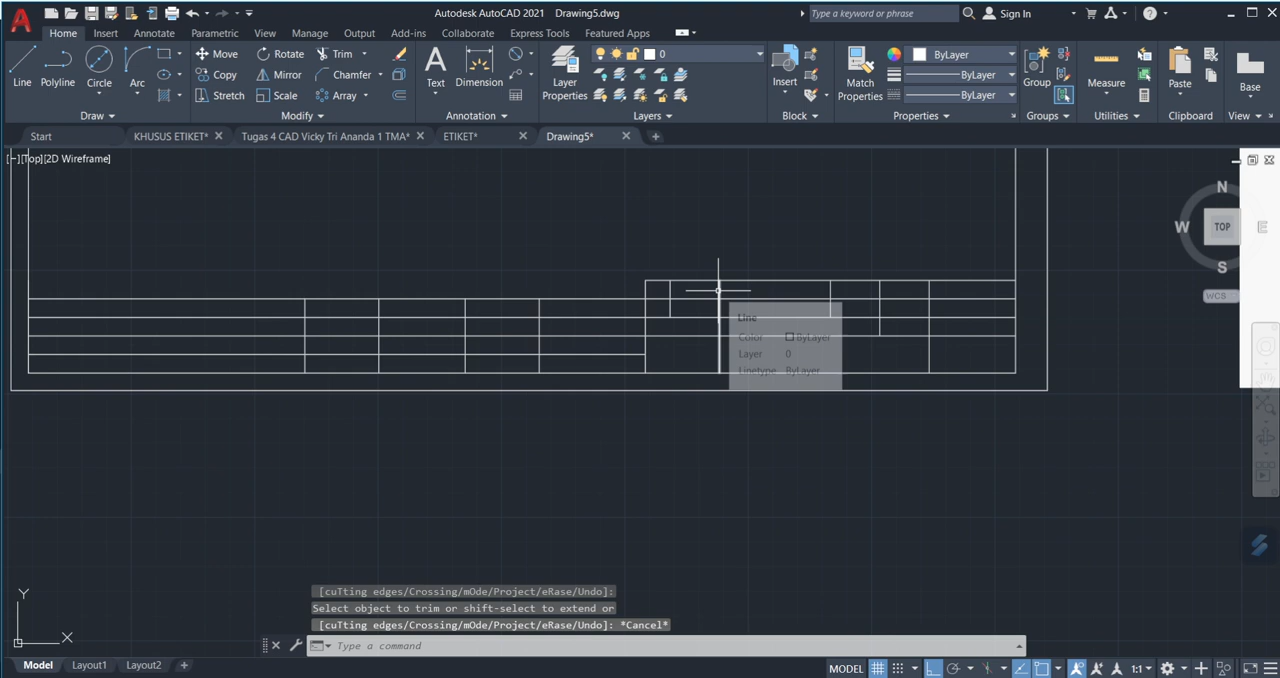 Autodesk AutoCAD 2021 Drawing5.dwg
Type a keyword or phrase
Sign In
Home Insert Annotate Parametric View Manage Output Add-ins Collaborate Express Tools Featured Apps
Line
Polyline
Circle
Arc
Draw
Move
Rotate
Trim
Copy
Mirror
Chamfer
Stretch
Scale
Array
Modify
Text
Dimension
Annotation
Layer
Properties
0
Layers
Insert
Block
Match
Properties
ByLayer
ByLayer
ByLayer
Properties
Group
Groups
Measure
Utilities
Paste
Clipboard
Base
View
Start
KHUSUS ETIKET*
Tugas 4 CAD Vicky Tri Ananda 1 TMA*
ETIKET*
Drawing5*
[−][Top][2D Wireframe]
N
W
TOP
E
S
WCS
Line
Color ByLayer
Layer 0
Linetype ByLayer
Y
X
[cuTting edges/Crossing/mOde/Project/eRase/Undo]:
Select object to trim or shift-select to extend or
[cuTting edges/Crossing/mOde/Project/eRase/Undo]: *Cancel*
Type a command
Model Layout1 Layout2
MODEL
1:1